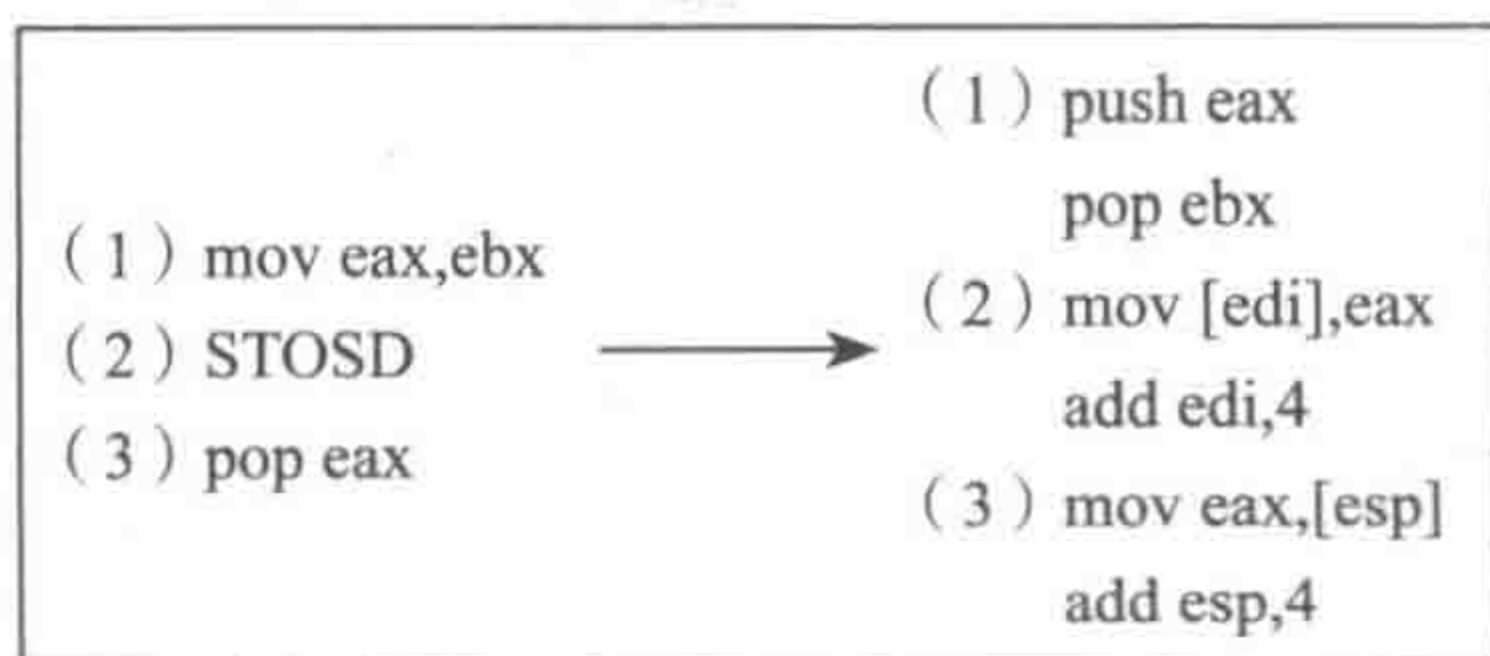 （1）mov eax,ebx
（2）STOSD
（3）pop eax
（1）push eax
pop ebx
（2）mov [edi],eax
add edi,4
（3）mov eax,[esp]
add esp,4